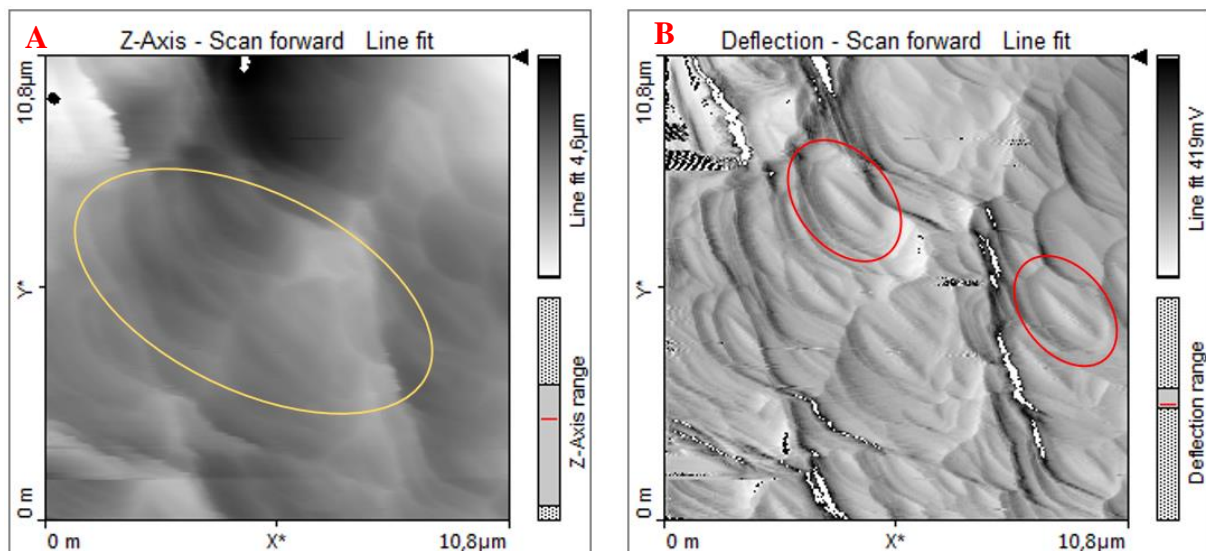 A
Z-Axis - Scan forward Line fit
10,8µm
Y*
0 m
0 m
X*
10,8µm
Line fit 4,6µm
Z-Axis range
B
Deflection - Scan forward Line fit
10,8µm
Y*
0 m
0 m
X*
10,8µm
Line fit 419mV
Deflection range